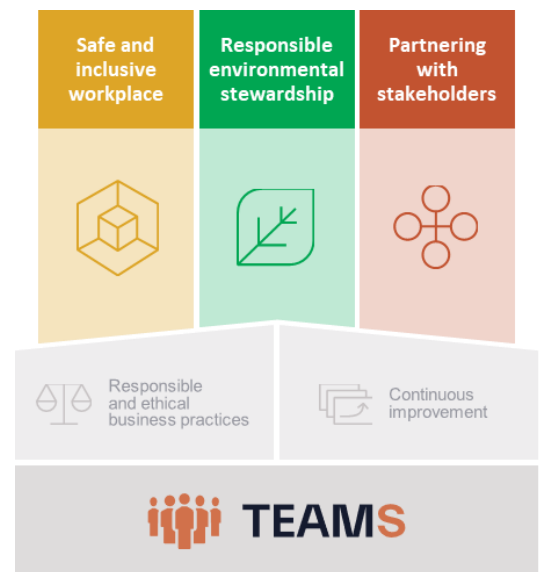 Safe and
inclusive
workplace
Responsible
environmental
stewardship
Partnering
with
stakeholders
Responsible
and ethical
business practices
Continuous
improvement
TEAMS